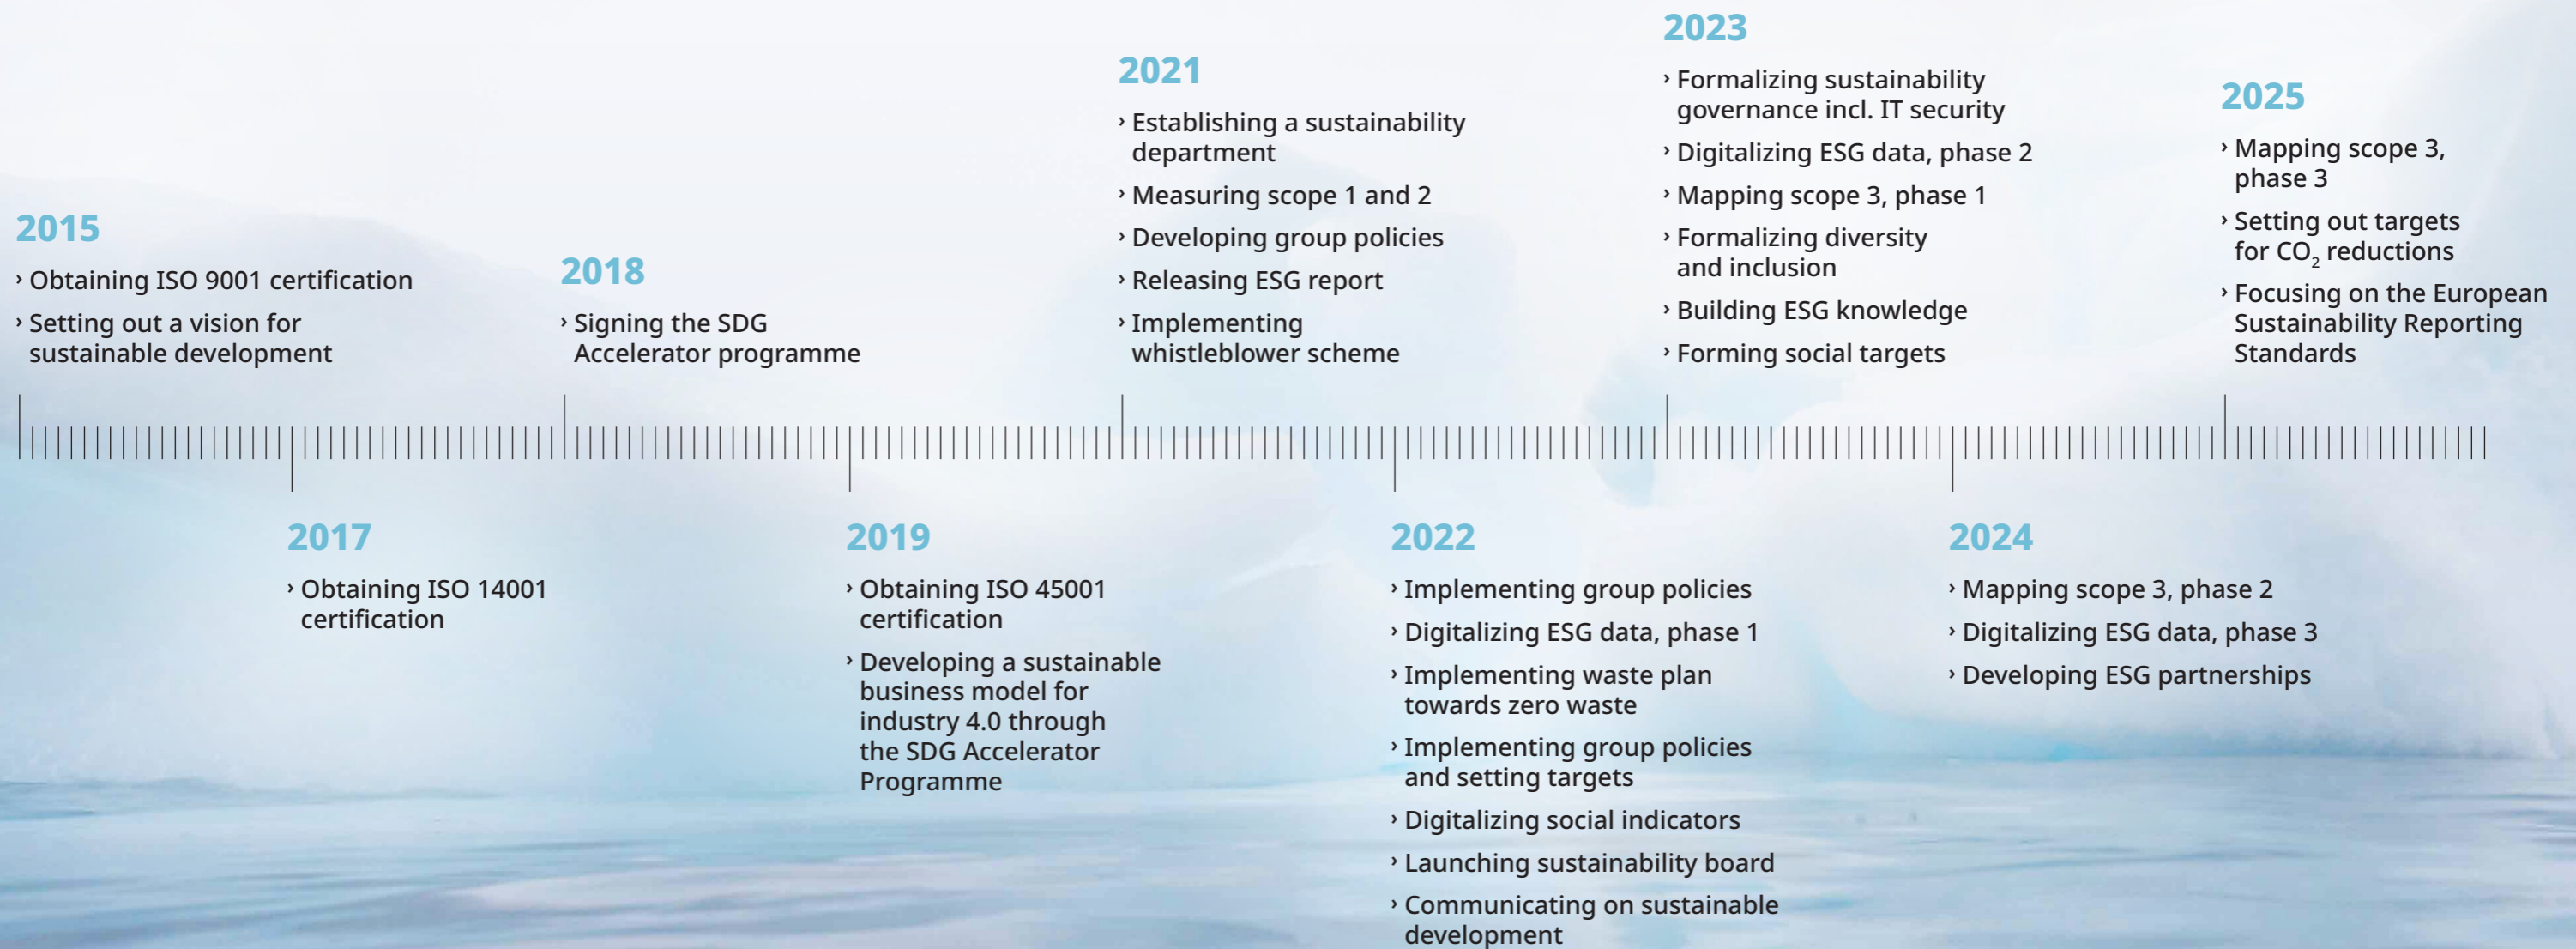 2015
› Obtaining ISO 9001 certification
› Setting out a vision for
sustainable development
2017
› Obtaining ISO 14001
certification
2018
› Signing the SDG
Accelerator programme
2019
› Obtaining ISO 45001
certification
› Developing a sustainable
business model for
industry 4.0 through
the SDG Accelerator
Programme
2021
› Establishing a sustainability
department
› Measuring scope 1 and 2
› Developing group policies
› Releasing ESG report
› Implementing
whistleblower scheme
2022
› Implementing group policies
› Digitalizing ESG data, phase 1
› Implementing waste plan
towards zero waste
› Implementing group policies
and setting targets
› Digitalizing social indicators
› Launching sustainability board
› Communicating on sustainable
development
2023
› Formalizing sustainability
governance incl. IT security
› Digitalizing ESG data, phase 2
› Mapping scope 3, phase 1
› Formalizing diversity
and inclusion
› Building ESG knowledge
› Forming social targets
2024
› Mapping scope 3, phase 2
› Digitalizing ESG data, phase 3
› Developing ESG partnerships
2025
› Mapping scope 3,
phase 3
› Setting out targets
for CO₂ reductions
› Focusing on the European
Sustainability Reporting
Standards